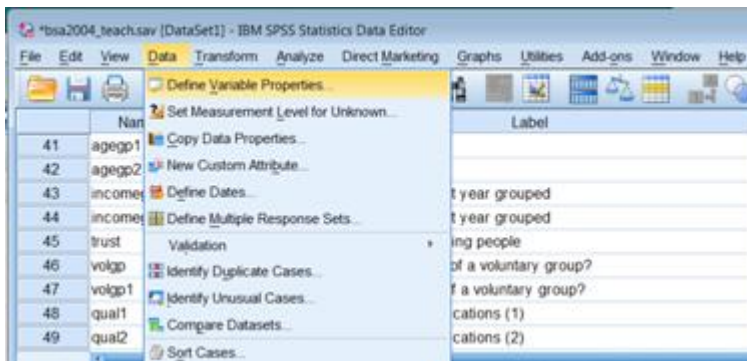 *bsa2004_teach.sav [DataSet1] - IBM SPSS Statistics Data Editor
File Edit View Data Transform Analyze Direct Marketing Graphs Utilities Add-ons Window Help
Define Variable Properties...
Set Measurement Level for Unknown...
Copy Data Properties...
New Custom Attribute...
Define Dates...
Define Multiple Response Sets...
Validation
Identify Duplicate Cases...
Identify Unusual Cases...
Compare Datasets...
Sort Cases...
Nam Label
41 agegp1
42 agegp2
43 incomeg t year grouped
44 incomeg t year grouped
45 trust ing people
46 volgp of a voluntary group?
47 volgp1 f a voluntary group?
48 qual1 cations (1)
49 qual2 cations (2)